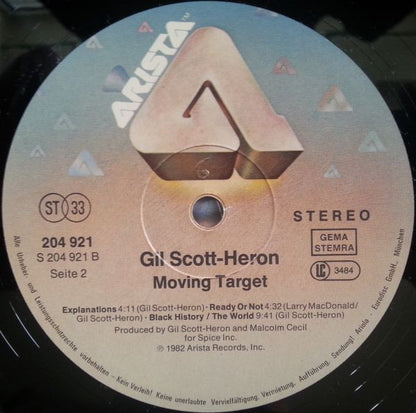 ARISTA™
ST 33
204 921
S 204 921 B
Seite 2
STEREO
GEMA
STEMRA
LC 3484
Gil Scott-Heron
Moving Target
Explanations 4:11 (Gil Scott-Heron) · Ready Or Not 4:32 (Larry MacDonald/
Gil Scott-Heron) · Black History / The World 9:41 (Gil Scott-Heron)
Produced by Gil Scott-Heron and Malcolm Cecil
for Spice Inc.
℗ 1982 Arista Records, Inc.
Alle Urheber- und Leistungsschutzrechte vorbehalten – Kein Verleih! Keine unerlaubte Vervielfältigung, Vermietung, Aufführung, Sendung! Ariola - Eurodisc GmbH., München